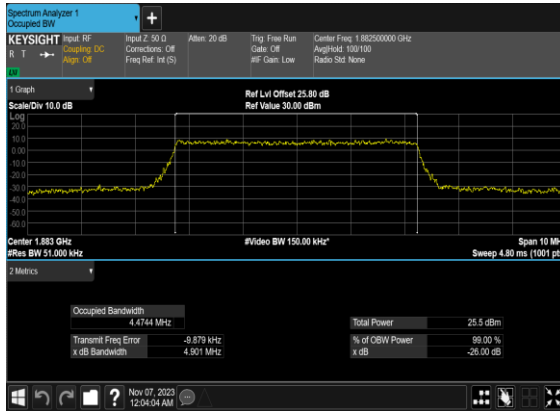 Spectrum Analyzer 1
Occupied BW
+
KEYSIGHT
R T
LW
Input: RF
Coupling: DC
Align: Off
Input Z: 50 Ω
Corrections: Off
Freq Ref: Int (S)
Atten: 20 dB
Trig: Free Run
Gate: Off
#IF Gain: Low
Center Freq: 1.882500000 GHz
Avg|Hold: 100/100
Radio Std: None
1 Graph
Scale/Div 10.0 dB
Ref Lvl Offset 25.80 dB
Ref Value 30.00 dBm
Log
20.0
10.0
0.00
-10.0
-20.0
-30.0
-40.0
-50.0
-60.0
Center 1.883 GHz
#Res BW 51.000 kHz
#Video BW 150.00 kHz*
Span 10 MH
Sweep 4.80 ms (1001 pt
2 Metrics
Occupied Bandwidth
4.4744 MHz
Transmit Freq Error -9.879 kHz
x dB Bandwidth 4.901 MHz
Total Power 25.5 dBm
% of OBW Power 99.00 %
x dB -26.00 dB
?
Nov 07, 2023
12:04:04 AM